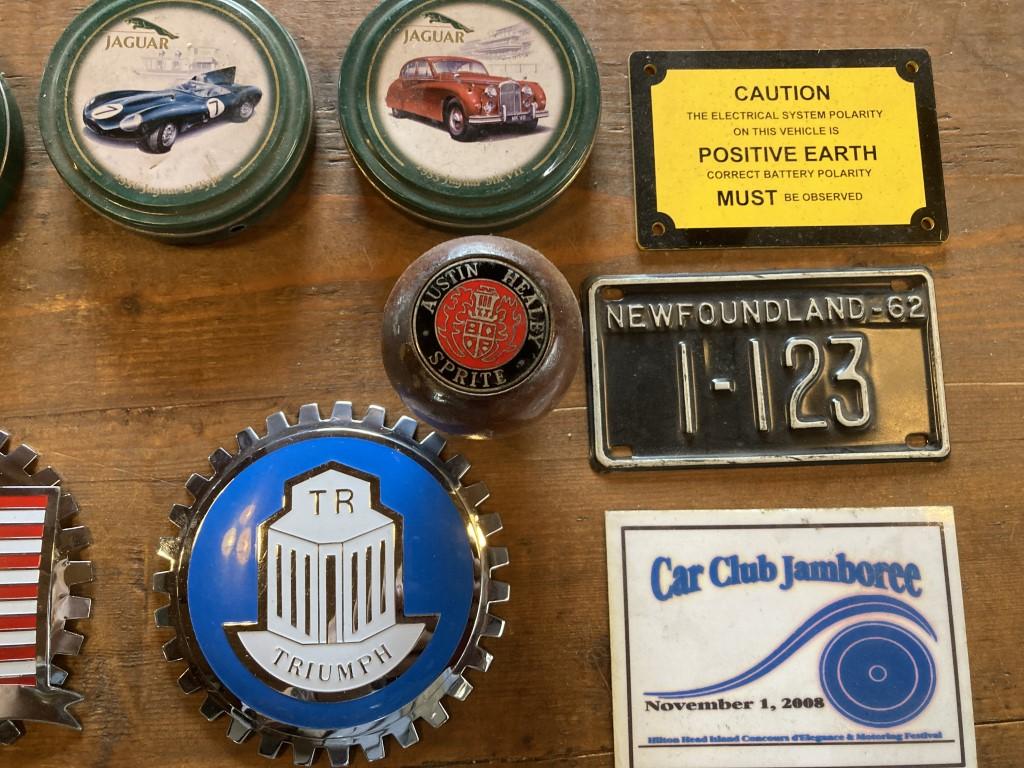 JAGUAR
7
7
JAGUAR
CAUTION
THE ELECTRICAL SYSTEM POLARITY
ON THIS VEHICLE IS
POSITIVE EARTH
CORRECT BATTERY POLARITY
MUST BE OBSERVED
AUSTIN HEALEY
SPRITE
NEWFOUNDLAND-62
1-123
TR
TRIUMPH
Car Club Jamboree
November 1, 2008
Hilton Head Island Concours d'Elegance & Motoring Festival